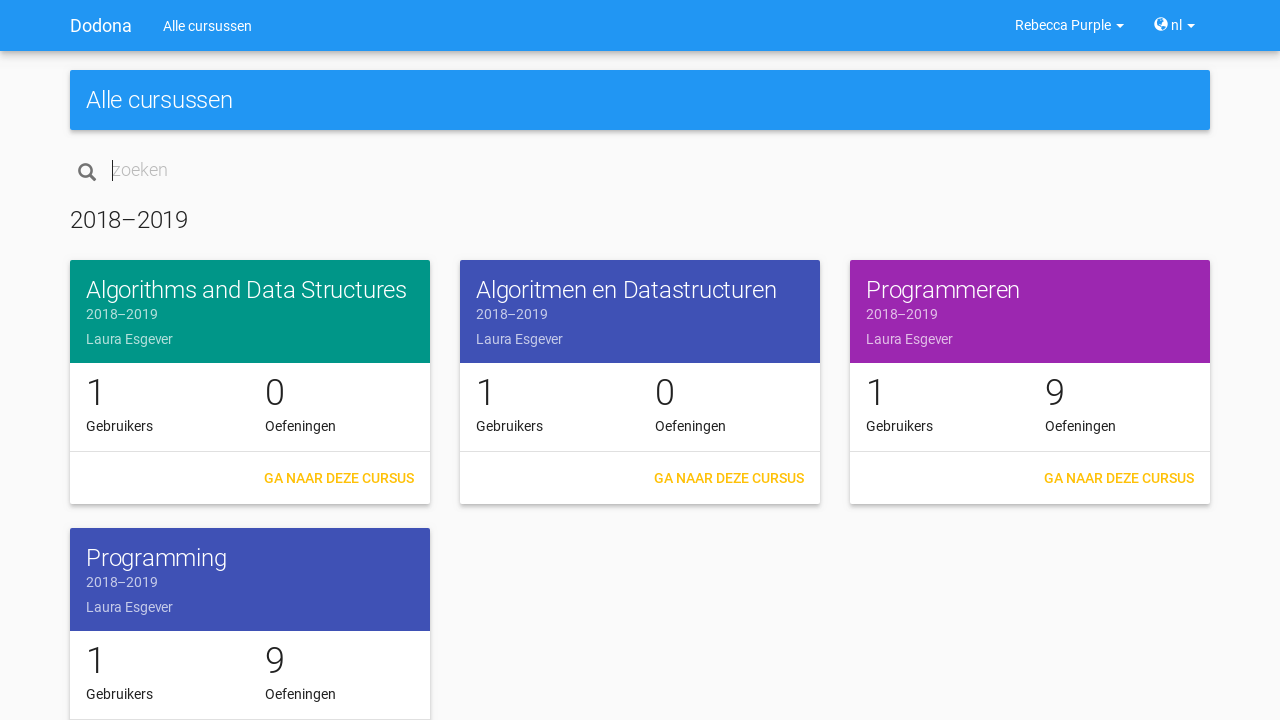 Dodona
Alle cursussen
Rebecca Purple
nl
Alle cursussen
zoeken
2018–2019
Algorithms and Data Structures
2018–2019
Laura Esgever
1
0
Gebruikers
Oefeningen
GA NAAR DEZE CURSUS
Algoritmen en Datastructuren
2018–2019
Laura Esgever
1
0
Gebruikers
Oefeningen
GA NAAR DEZE CURSUS
Programmeren
2018–2019
Laura Esgever
1
9
Gebruikers
Oefeningen
GA NAAR DEZE CURSUS
Programming
2018–2019
Laura Esgever
1
9
Gebruikers
Oefeningen